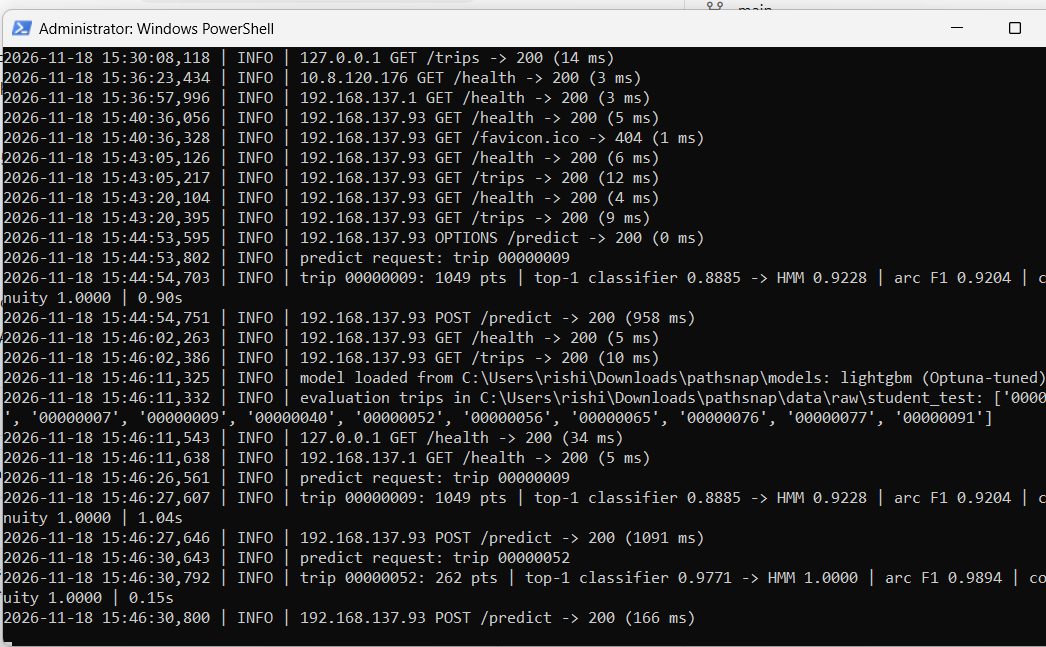 main
Administrator: Windows PowerShell
2026-11-18 15:30:08,118 | INFO | 127.0.0.1 GET /trips -> 200 (14 ms)
2026-11-18 15:36:23,434 | INFO | 10.8.120.176 GET /health -> 200 (3 ms)
2026-11-18 15:36:57,996 | INFO | 192.168.137.1 GET /health -> 200 (3 ms)
2026-11-18 15:40:36,056 | INFO | 192.168.137.93 GET /health -> 200 (5 ms)
2026-11-18 15:40:36,328 | INFO | 192.168.137.93 GET /favicon.ico -> 404 (1 ms)
2026-11-18 15:43:05,126 | INFO | 192.168.137.93 GET /health -> 200 (6 ms)
2026-11-18 15:43:05,217 | INFO | 192.168.137.93 GET /trips -> 200 (12 ms)
2026-11-18 15:43:20,104 | INFO | 192.168.137.93 GET /health -> 200 (4 ms)
2026-11-18 15:43:20,395 | INFO | 192.168.137.93 GET /trips -> 200 (9 ms)
2026-11-18 15:44:53,595 | INFO | 192.168.137.93 OPTIONS /predict -> 200 (0 ms)
2026-11-18 15:44:53,802 | INFO | predict request: trip 00000009
2026-11-18 15:44:54,703 | INFO | trip 00000009: 1049 pts | top-1 classifier 0.8885 -> HMM 0.9228 | arc F1 0.9204 | c
nuity 1.0000 | 0.90s
2026-11-18 15:44:54,751 | INFO | 192.168.137.93 POST /predict -> 200 (958 ms)
2026-11-18 15:46:02,263 | INFO | 192.168.137.93 GET /health -> 200 (5 ms)
2026-11-18 15:46:02,386 | INFO | 192.168.137.93 GET /trips -> 200 (10 ms)
2026-11-18 15:46:11,325 | INFO | model loaded from C:\Users\rishi\Downloads\pathsnap\models: lightgbm (Optuna-tuned)
2026-11-18 15:46:11,332 | INFO | evaluation trips in C:\Users\rishi\Downloads\pathsnap\data\raw\student_test: ['0000
', '00000007', '00000009', '00000040', '00000052', '00000056', '00000065', '00000076', '00000077', '00000091']
2026-11-18 15:46:11,543 | INFO | 127.0.0.1 GET /health -> 200 (34 ms)
2026-11-18 15:46:11,638 | INFO | 192.168.137.1 GET /health -> 200 (5 ms)
2026-11-18 15:46:26,561 | INFO | predict request: trip 00000009
2026-11-18 15:46:27,607 | INFO | trip 00000009: 1049 pts | top-1 classifier 0.8885 -> HMM 0.9228 | arc F1 0.9204 | c
nuity 1.0000 | 1.04s
2026-11-18 15:46:27,646 | INFO | 192.168.137.93 POST /predict -> 200 (1091 ms)
2026-11-18 15:46:30,643 | INFO | predict request: trip 00000052
2026-11-18 15:46:30,792 | INFO | trip 00000052: 262 pts | top-1 classifier 0.9771 -> HMM 1.0000 | arc F1 0.9894 | co
uity 1.0000 | 0.15s
2026-11-18 15:46:30,800 | INFO | 192.168.137.93 POST /predict -> 200 (166 ms)